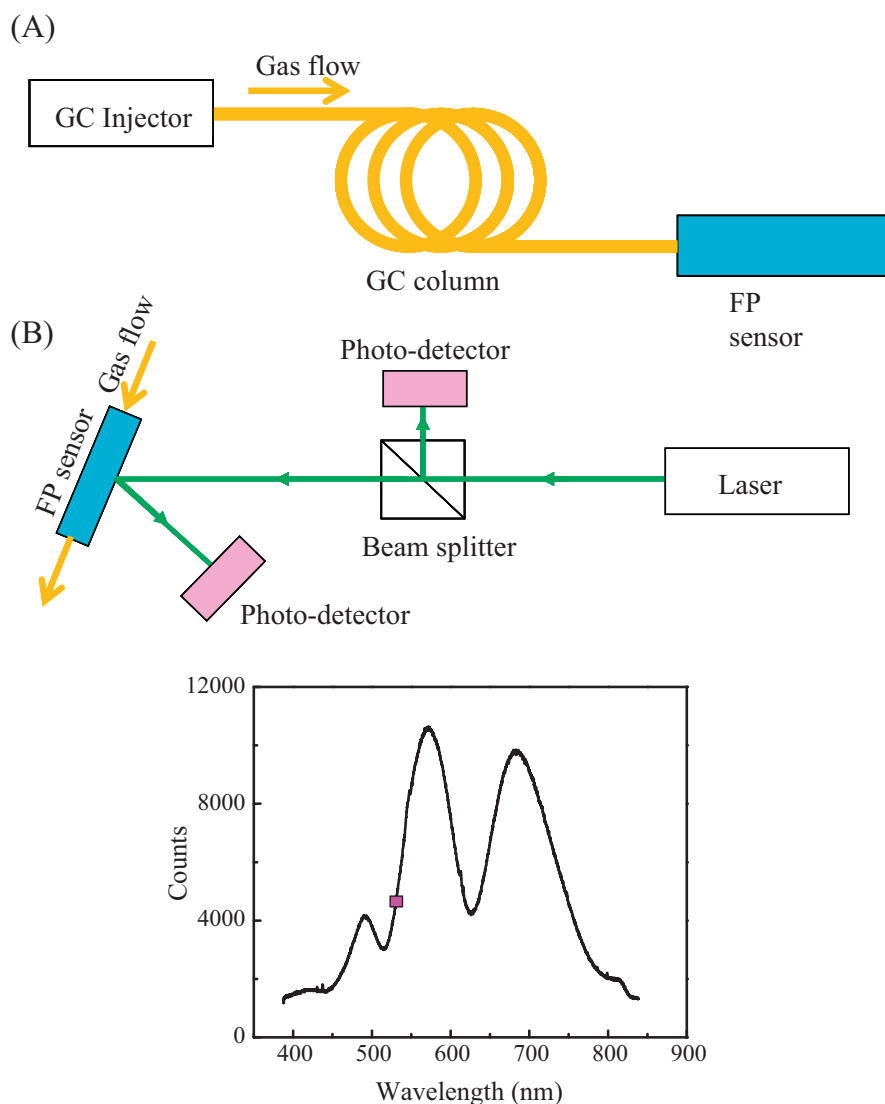 (A)
Gas flow
GC Injector
GC column
FP
sensor
(B)
Gas flow
FP sensor
Photo-detector
Laser
Beam splitter
Photo-detector
12000
8000
4000
0
Counts
400 500 600 700 800 900
Wavelength (nm)